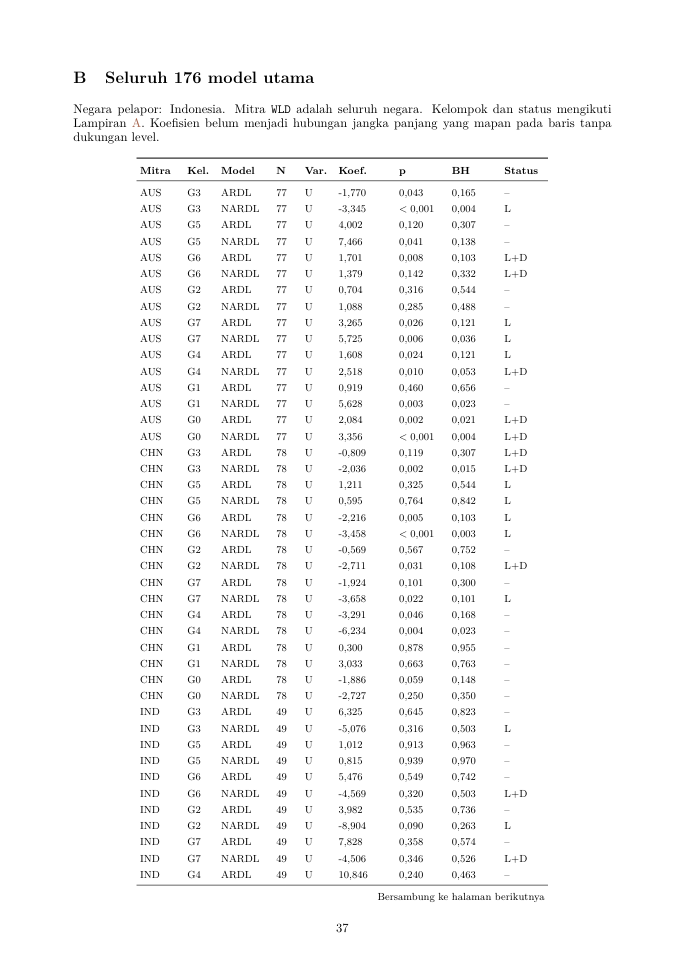 B Seluruh 176 model utama
Negara pelapor: Indonesia. Mitra WLD adalah seluruh negara. Kelompok dan status mengikuti
Lampiran A. Koefisien belum menjadi hubungan jangka panjang yang mapan pada baris tanpa
dukungan level.
Mitra Kel. Model N Var. Koef. p BH Status
AUS G3 ARDL 77 U -1,770 0,043 0,165 –
AUS G3 NARDL 77 U -3,345 < 0,001 0,004 L
AUS G5 ARDL 77 U 4,002 0,120 0,307 –
AUS G5 NARDL 77 U 7,466 0,041 0,138 –
AUS G6 ARDL 77 U 1,701 0,008 0,103 L+D
AUS G6 NARDL 77 U 1,379 0,142 0,332 L+D
AUS G2 ARDL 77 U 0,704 0,316 0,544 –
AUS G2 NARDL 77 U 1,088 0,285 0,488 –
AUS G7 ARDL 77 U 3,265 0,026 0,121 L
AUS G7 NARDL 77 U 5,725 0,006 0,036 L
AUS G4 ARDL 77 U 1,608 0,024 0,121 L
AUS G4 NARDL 77 U 2,518 0,010 0,053 L+D
AUS G1 ARDL 77 U 0,919 0,460 0,656 –
AUS G1 NARDL 77 U 5,628 0,003 0,023 –
AUS G0 ARDL 77 U 2,084 0,002 0,021 L+D
AUS G0 NARDL 77 U 3,356 < 0,001 0,004 L+D
CHN G3 ARDL 78 U -0,809 0,119 0,307 L+D
CHN G3 NARDL 78 U -2,036 0,002 0,015 L+D
CHN G5 ARDL 78 U 1,211 0,325 0,544 L
CHN G5 NARDL 78 U 0,595 0,764 0,842 L
CHN G6 ARDL 78 U -2,216 0,005 0,103 L
CHN G6 NARDL 78 U -3,458 < 0,001 0,003 L
CHN G2 ARDL 78 U -0,569 0,567 0,752 –
CHN G2 NARDL 78 U -2,711 0,031 0,108 L+D
CHN G7 ARDL 78 U -1,924 0,101 0,300 –
CHN G7 NARDL 78 U -3,658 0,022 0,101 L
CHN G4 ARDL 78 U -3,291 0,046 0,168 –
CHN G4 NARDL 78 U -6,234 0,004 0,023 –
CHN G1 ARDL 78 U 0,300 0,878 0,955 –
CHN G1 NARDL 78 U 3,033 0,663 0,763 –
CHN G0 ARDL 78 U -1,886 0,059 0,148 –
CHN G0 NARDL 78 U -2,727 0,250 0,350 –
IND G3 ARDL 49 U 6,325 0,645 0,823 –
IND G3 NARDL 49 U -5,076 0,316 0,503 L
IND G5 ARDL 49 U 1,012 0,913 0,963 –
IND G5 NARDL 49 U 0,815 0,939 0,970 –
IND G6 ARDL 49 U 5,476 0,549 0,742 –
IND G6 NARDL 49 U -4,569 0,320 0,503 L+D
IND G2 ARDL 49 U 3,982 0,535 0,736 –
IND G2 NARDL 49 U -8,904 0,090 0,263 L
IND G7 ARDL 49 U 7,828 0,358 0,574 –
IND G7 NARDL 49 U -4,506 0,346 0,526 L+D
IND G4 ARDL 49 U 10,846 0,240 0,463 –
Bersambung ke halaman berikutnya
37